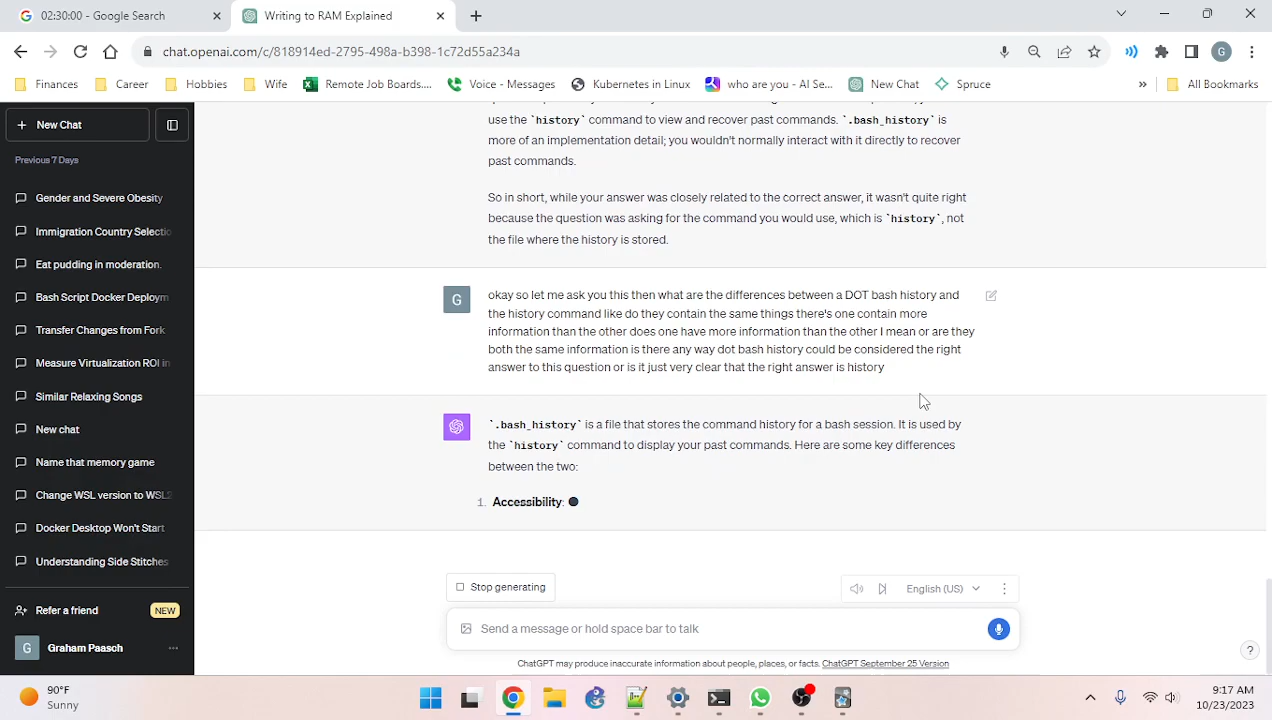 02:30:00 - Google Search
Writing to RAM Explained
chat.openai.com/c/818914ed-2795-498a-b398-1c72d55a234a
G
Finances
Career
Hobbies
Wife
Remote Job Boards....
Voice - Messages
Kubernetes in Linux
who are you - AI Se...
New Chat
Spruce
»
All Bookmarks
New Chat
Previous 7 Days
Gender and Severe Obesity
Immigration Country Selectio
Eat pudding in moderation.
Bash Script Docker Deploym
Transfer Changes from Fork
Measure Virtualization ROI in
Similar Relaxing Songs
New chat
Name that memory game
Change WSL version to WSL2
Docker Desktop Won't Start
Understanding Side Stitches
Refer a friend
NEW
G
Graham Paasch
use the `history` command to view and recover past commands. `.bash_history` is
more of an implementation detail; you wouldn't normally interact with it directly to recover
past commands.
So in short, while your answer was closely related to the correct answer, it wasn't quite right
because the question was asking for the command you would use, which is `history`, not
the file where the history is stored.
G
okay so let me ask you this then what are the differences between a DOT bash history and
the history command like do they contain the same things there's one contain more
information than the other does one have more information than the other I mean or are they
both the same information is there any way dot bash history could be considered the right
answer to this question or is it just very clear that the right answer is history
`.bash_history` is a file that stores the command history for a bash session. It is used by
the `history` command to display your past commands. Here are some key differences
between the two:
1. Accessibility:
Stop generating
English (US)
Send a message or hold space bar to talk
ChatGPT may produce inaccurate information about people, places, or facts. ChatGPT September 25 Version
?
90°F
Sunny
9:17 AM
10/23/2023